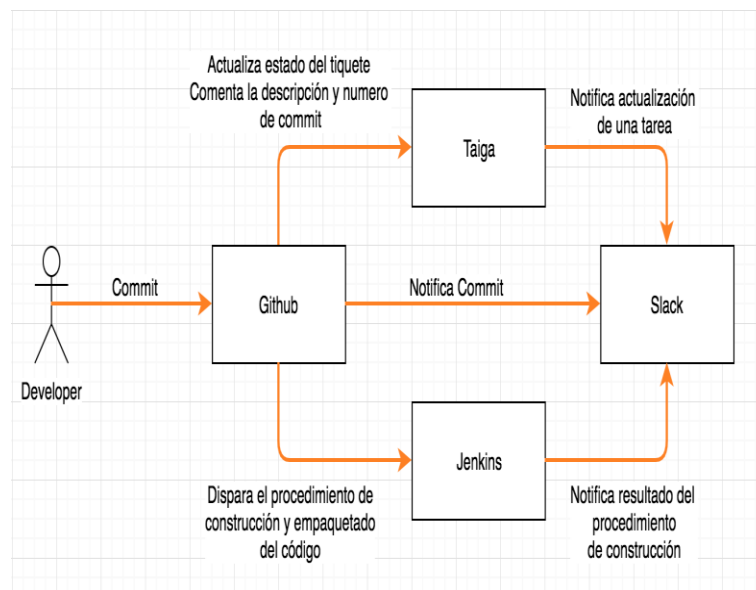 Actualiza estado del tiquete
Comenta la descripción y numero
de commit
Notifica actualización
de una tarea
Taiga
Commit
Github
Notifica Commit
Slack
Developer
Jenkins
Dispara el procedimiento de
construcción y empaquetado
del código
Notifica resultado del
procedimiento
de construcción